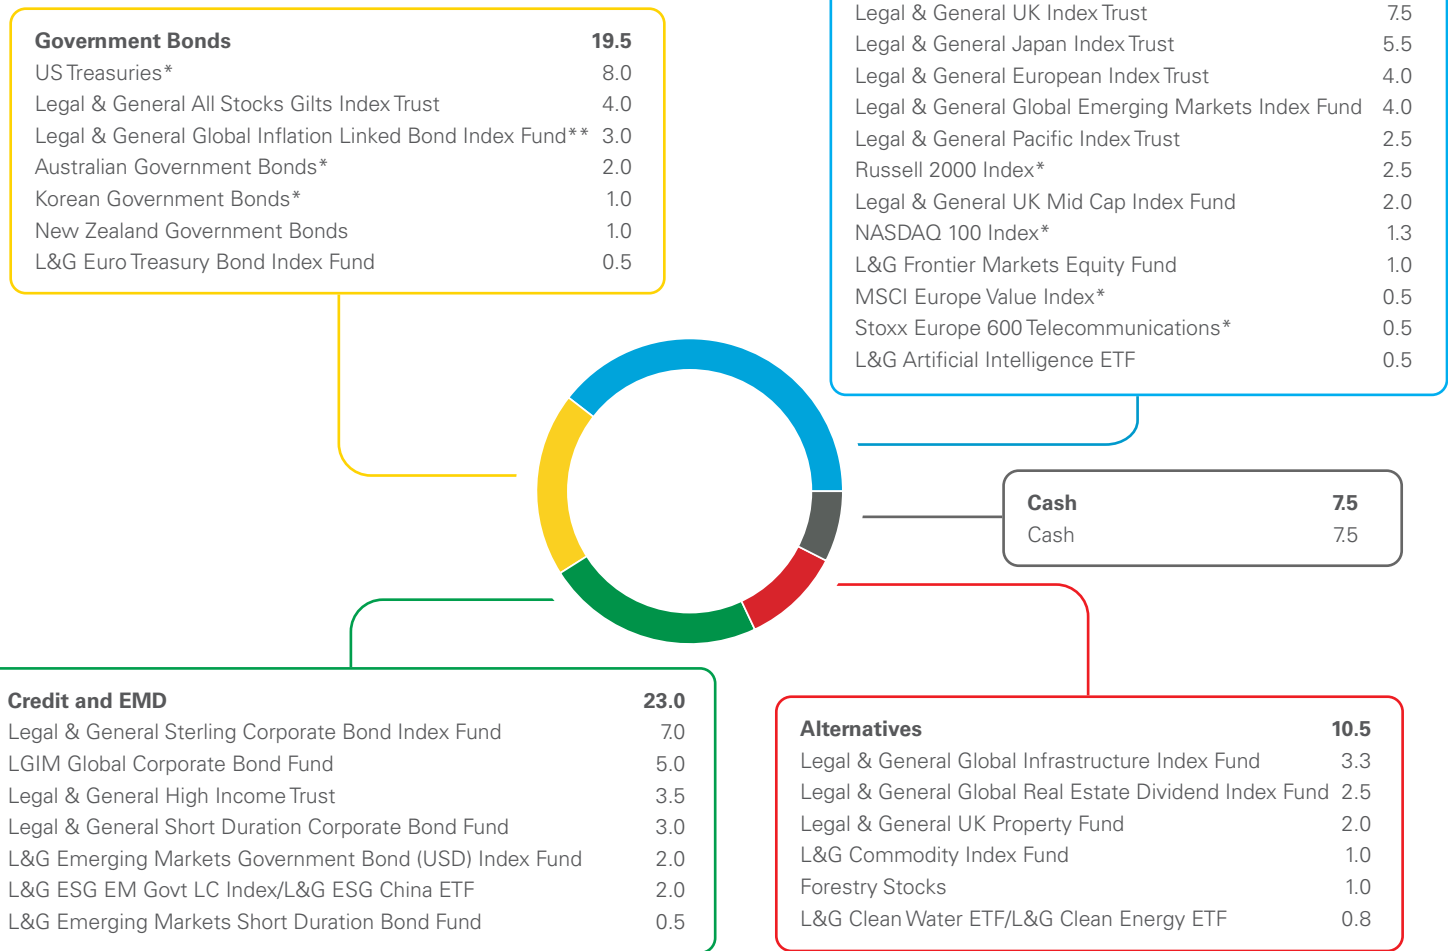 Government Bonds 19.5
US Treasuries* 8.0
Legal & General All Stocks Gilts Index Trust 4.0
Legal & General Global Inflation Linked Bond Index Fund** 3.0
Australian Government Bonds* 2.0
Korean Government Bonds* 1.0
New Zealand Government Bonds 1.0
L&G Euro Treasury Bond Index Fund 0.5
Legal & General UK Index Trust 7.5
Legal & General Japan Index Trust 5.5
Legal & General European Index Trust 4.0
Legal & General Global Emerging Markets Index Fund 4.0
Legal & General Pacific Index Trust 2.5
Russell 2000 Index* 2.5
Legal & General UK Mid Cap Index Fund 2.0
NASDAQ 100 Index* 1.3
L&G Frontier Markets Equity Fund 1.0
MSCI Europe Value Index* 0.5
Stoxx Europe 600 Telecommunications* 0.5
L&G Artificial Intelligence ETF 0.5
Cash 7.5
Cash 7.5
Credit and EMD 23.0
Legal & General Sterling Corporate Bond Index Fund 7.0
LGIM Global Corporate Bond Fund 5.0
Legal & General High Income Trust 3.5
Legal & General Short Duration Corporate Bond Fund 3.0
L&G Emerging Markets Government Bond (USD) Index Fund 2.0
L&G ESG EM Govt LC Index/L&G ESG China ETF 2.0
L&G Emerging Markets Short Duration Bond Fund 0.5
Alternatives 10.5
Legal & General Global Infrastructure Index Fund 3.3
Legal & General Global Real Estate Dividend Index Fund 2.5
Legal & General UK Property Fund 2.0
L&G Commodity Index Fund 1.0
Forestry Stocks 1.0
L&G Clean Water ETF/L&G Clean Energy ETF 0.8